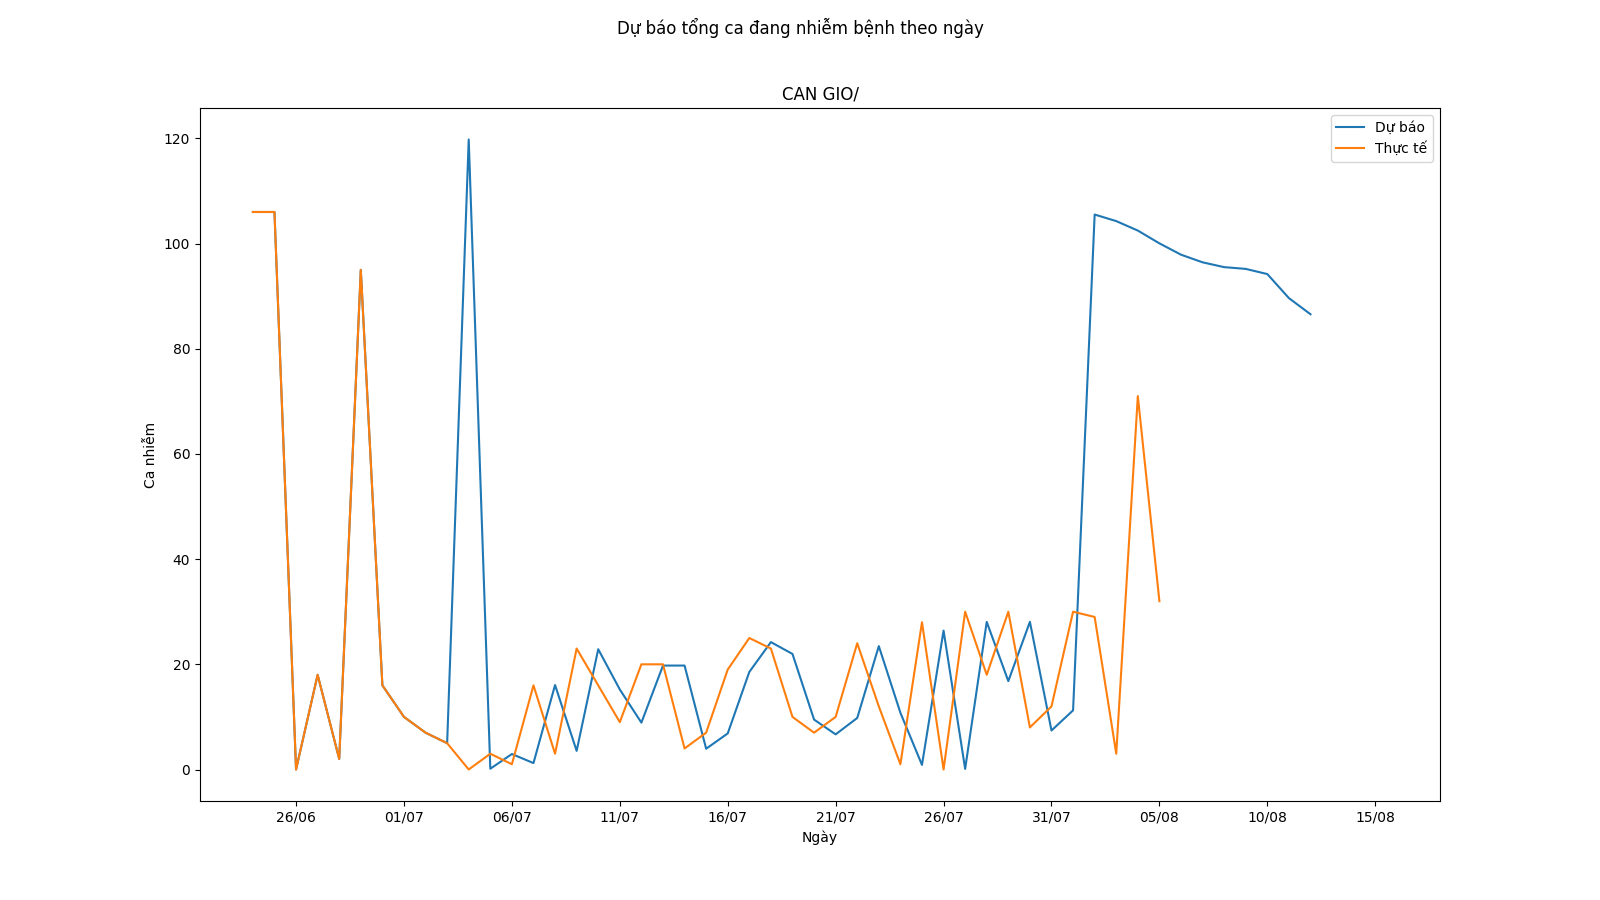 Dự báo tổng ca đang nhiễm bệnh theo ngày
CAN GIO/
Dự báo
Thực tế
120
100
80
60
40
20
0
Ca nhiễm
26/06 01/07 06/07 11/07 16/07 21/07 26/07 31/07 05/08 10/08 15/08
Ngày